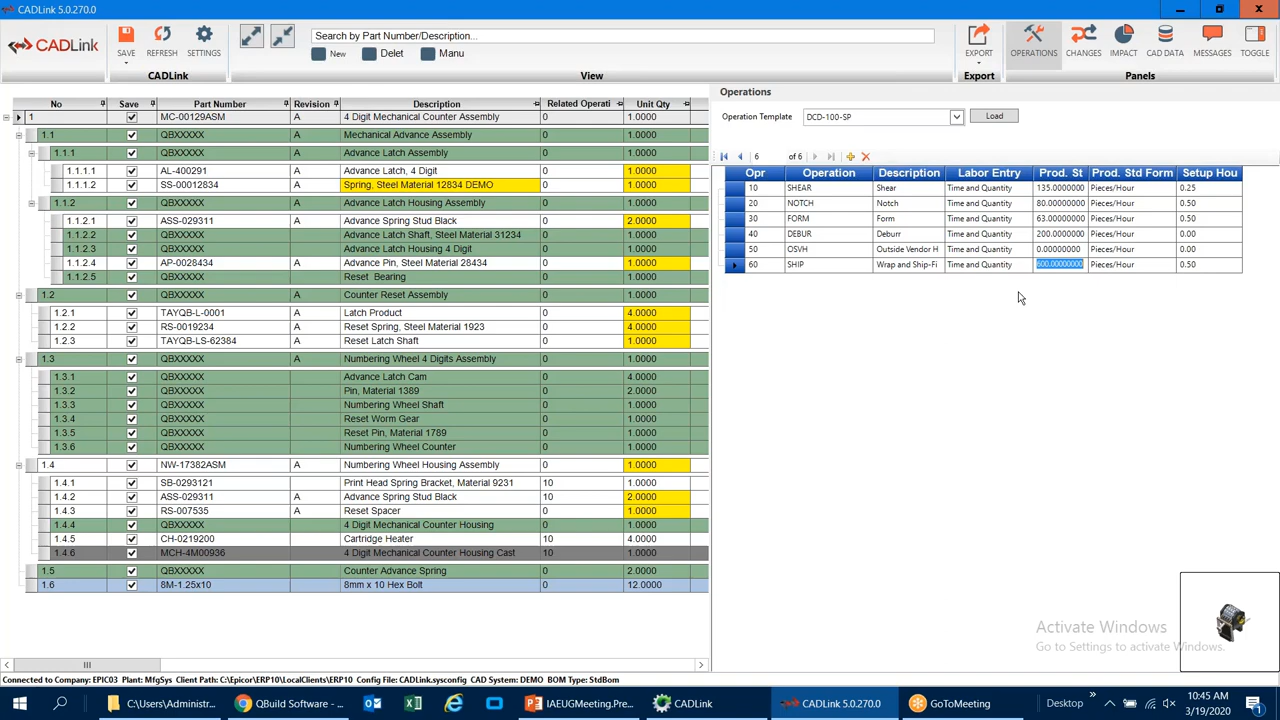 CADLink 5.0.270.0
CADLink
SAVE
REFRESH
SETTINGS
CADLink
Search by Part Number/Description...
New Delet Manu
View
EXPORT
Export
OPERATIONS
CHANGES
IMPACT
CAD DATA
MESSAGES
TOGGLE
Panels
No Save Part Number Revision Description Related Operati Unit Qty
1 MC-00129ASM A 4 Digit Mechanical Counter Assembly 0 1.0000
1.1 QBXXXXX A Mechanical Advance Assembly 0 1.0000
1.1.1 QBXXXXX A Advance Latch Assembly 0 1.0000
1.1.1.1 AL-400291 A Advance Latch, 4 Digit 0 1.0000
1.1.1.2 SS-00012834 A Spring, Steel Material 12834 DEMO 0 1.0000
1.1.2 QBXXXXX A Advance Latch Housing Assembly 0 1.0000
1.1.2.1 ASS-029311 A Advance Spring Stud Black 0 2.0000
1.1.2.2 QBXXXXX A Advance Latch Shaft, Material 31234 0 1.0000
1.1.2.3 QBXXXXX A Advance Latch Housing 4 Digit 0 1.0000
1.1.2.4 AP-0028434 A Advance Pin, Steel Material 28434 0 1.0000
1.1.2.5 QBXXXXX A Reset Bearing 0 1.0000
1.2 QBXXXXX A Counter Reset Assembly 0 1.0000
1.2.1 TAYQB-L-0001 A Latch Product 0 4.0000
1.2.2 RS-0019234 A Reset Spring, Steel Material 1923 0 4.0000
1.2.3 TAYQB-LS-62384 A Reset Latch Shaft 0 1.0000
1.3 QBXXXXX A Numbering Wheel 4 Digits Assembly 0 1.0000
1.3.1 QBXXXXX Advance Latch Cam 0 4.0000
1.3.2 QBXXXXX Pin, Material 1389 0 2.0000
1.3.3 QBXXXXX Numbering Wheel Shaft 0 1.0000
1.3.4 QBXXXXX Reset Worm Gear 0 1.0000
1.3.5 QBXXXXX Reset Pin, Material 1789 0 1.0000
1.3.6 QBXXXXX Numbering Wheel Counter 0 1.0000
1.4 NW-17382ASM A Numbering Wheel Housing Assembly 0 1.0000
1.4.1 SB-0293121 Print Head Spring Bracket, Material 9231 10 1.0000
1.4.2 ASS-029311 A Advance Spring Stud Black 10 2.0000
1.4.3 RS-007535 A Reset Spacer 10 1.0000
1.4.4 QBXXXXX 4 Digit Mechanical Counter Housing 0 1.0000
1.4.5 CH-0219200 Cartridge Heater 10 4.0000
1.4.6 MCH-4M00936 4 Digit Mechanical Counter Housing Cast 10 1.0000
1.5 QBXXXXX Counter Advance Spring 0 2.0000
1.6 8M-1.25x10 8mm x 10 Hex Bolt 0 12.0000
Operations
Operation Template DCD-100-SP Load
6 of 6
Opr Operation Description Labor Entry Prod. St Prod. Std Form Setup Hou
10 SHEAR Shear Time and Quantity 135.0000000 Pieces/Hour 0.25
20 NOTCH Notch Time and Quantity 80.00000000 Pieces/Hour 0.50
30 FORM Form Time and Quantity 63.00000000 Pieces/Hour 0.50
40 DEBUR Deburr Time and Quantity 200.0000000 Pieces/Hour 0.00
50 OSVH Outside Vendor H Time and Quantity 0.00000000 Pieces/Hour 0.00
60 SHIP Wrap and Ship-Fi Time and Quantity 600.00000000 Pieces/Hour 0.50
Activate Windows
Go to Settings to activate Windows.
Connected to Company: EPIC03 Plant: MfgSys Client Path: C:\Epicor\ERP10\LocalClients\ERP10 Config File: CADLink.sysconfig CAD System: DEMO BOM Type: StdBom
C:\Users\Administr...
QBuild Software - ...
IAEUGMeeting.Pre...
CADLink
CADLink 5.0.270.0
GoToMeeting
Desktop
10:45 AM
3/19/2020